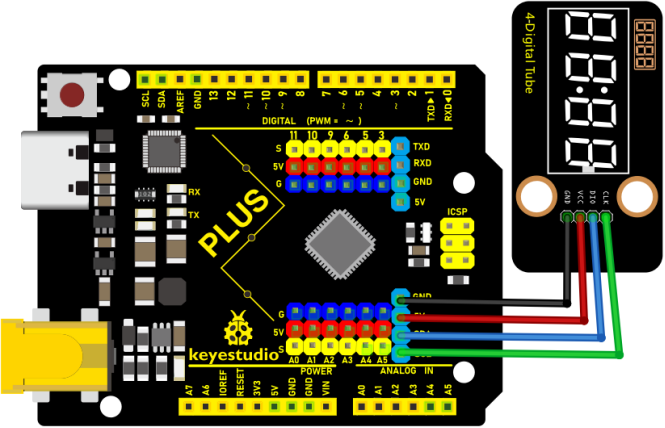 4-Digital Tube
GND
VCC
DIO
CLK
SCL
SDA
AREF
GND
13
12
~11
~10
~9
8
7
~6
~5
4
~3
2
TXD▶1
RXD◀0
DIGITAL (PWM = ~)
11 10 9 6 5 3
S
5V
G
TXD
RXD
GND
5V
RX
TX
PLUS
ICSP
GND
G
5V
S
keyestudio
A0 A1 A2 A3 A4 A5
POWER
ANALOG IN
A7
A6
IOREF
RESET
3V3
5V
GND
GND
VIN
A0
A1
A2
A3
A4
A5